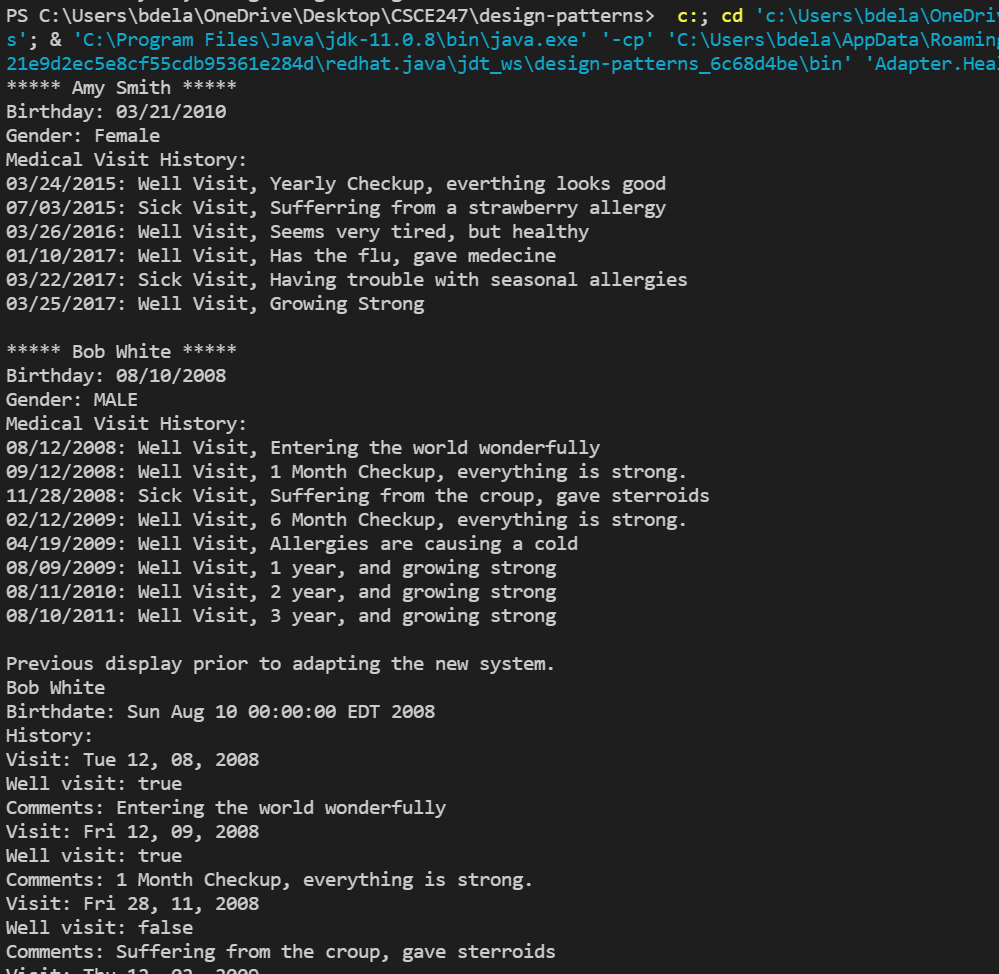 PS C:\Users\bdela\OneDrive\Desktop\CSCE247\design-patterns>  c:; cd 'c:\Users\bdela\OneDri
s'; & 'C:\Program Files\Java\jdk-11.0.8\bin\java.exe' '-cp' 'C:\Users\bdela\AppData\Roaming
21e9d2ec5e8cf55cdb95361e284d\redhat.java\jdt_ws\design-patterns_6c68d4be\bin' 'Adapter.Hea
***** Amy Smith *****
Birthday: 03/21/2010
Gender: Female
Medical Visit History:
03/24/2015: Well Visit, Yearly Checkup, everthing looks good
07/03/2015: Sick Visit, Sufferring from a strawberry allergy
03/26/2016: Well Visit, Seems very tired, but healthy
01/10/2017: Well Visit, Has the flu, gave medecine
03/22/2017: Sick Visit, Having trouble with seasonal allergies
03/25/2017: Well Visit, Growing Strong
***** Bob White *****
Birthday: 08/10/2008
Gender: MALE
Medical Visit History:
08/12/2008: Well Visit, Entering the world wonderfully
09/12/2008: Well Visit, 1 Month Checkup, everything is strong.
11/28/2008: Sick Visit, Suffering from the croup, gave sterroids
02/12/2009: Well Visit, 6 Month Checkup, everything is strong.
04/19/2009: Well Visit, Allergies are causing a cold
08/09/2009: Well Visit, 1 year, and growing strong
08/11/2010: Well Visit, 2 year, and growing strong
08/10/2011: Well Visit, 3 year, and growing strong
Previous display prior to adapting the new system.
Bob White
Birthdate: Sun Aug 10 00:00:00 EDT 2008
History:
Visit: Tue 12, 08, 2008
Well visit: true
Comments: Entering the world wonderfully
Visit: Fri 12, 09, 2008
Well visit: true
Comments: 1 Month Checkup, everything is strong.
Visit: Fri 28, 11, 2008
Well visit: false
Comments: Suffering from the croup, gave sterroids
Visit: Thu 12, 02, 2009